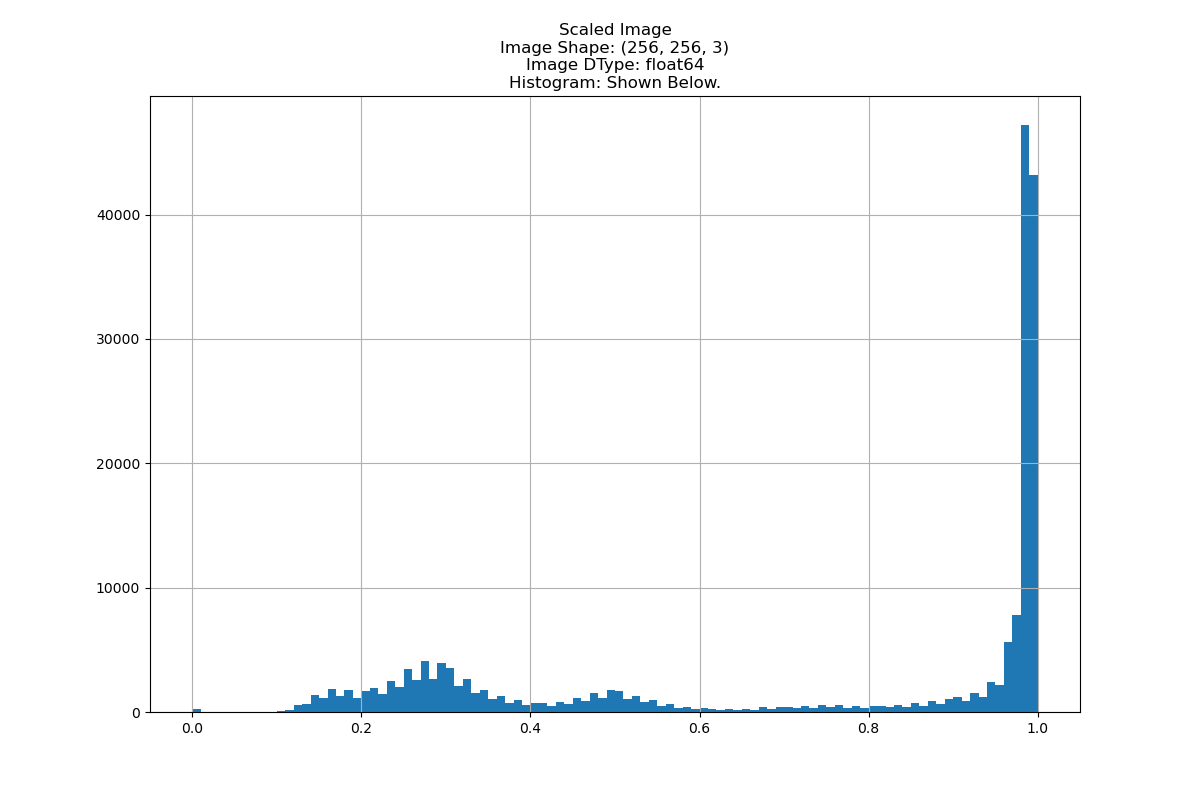 Scaled Image
Image Shape: (256, 256, 3)
Image DType: float64
Histogram: Shown Below.
40000
30000
20000
10000
0
0.0 0.2 0.4 0.6 0.8 1.0